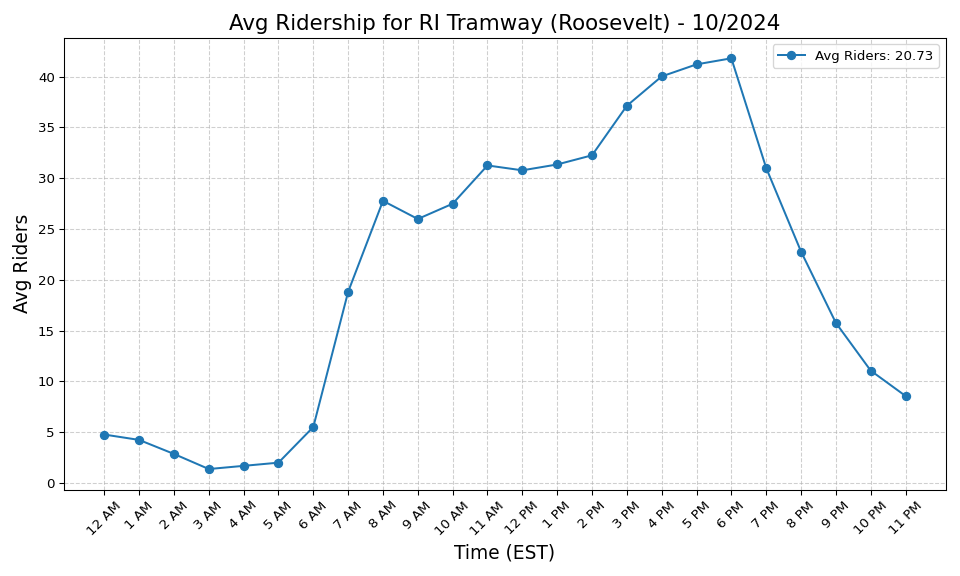 Avg Ridership for RI Tramway (Roosevelt) - 10/2024
Avg Riders: 20.73
Avg Riders
40
35
30
25
20
15
10
5
0
12 AM
1 AM
2 AM
3 AM
4 AM
5 AM
6 AM
7 AM
8 AM
9 AM
10 AM
11 AM
12 PM
1 PM
2 PM
3 PM
4 PM
5 PM
6 PM
7 PM
8 PM
9 PM
10 PM
11 PM
Time (EST)